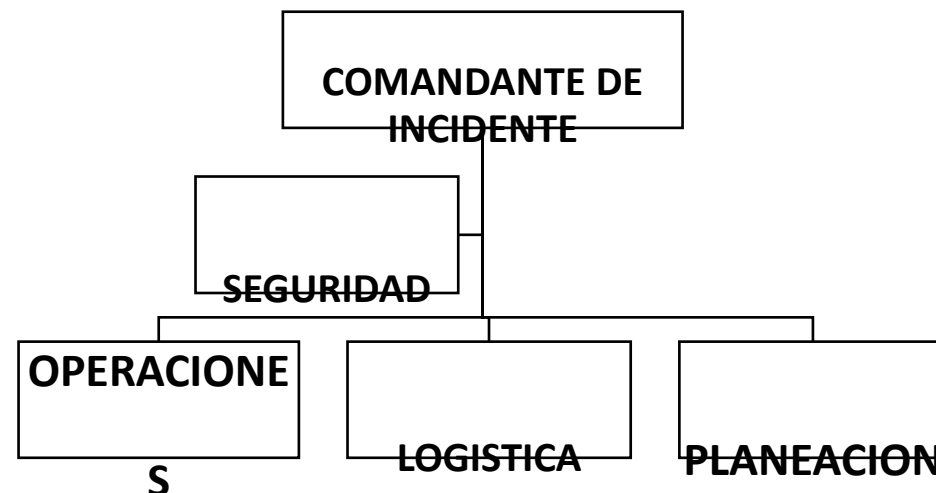 COMANDANTE DE
INCIDENTE
SEGURIDAD
OPERACIONE
S
LOGISTICA
PLANEACION